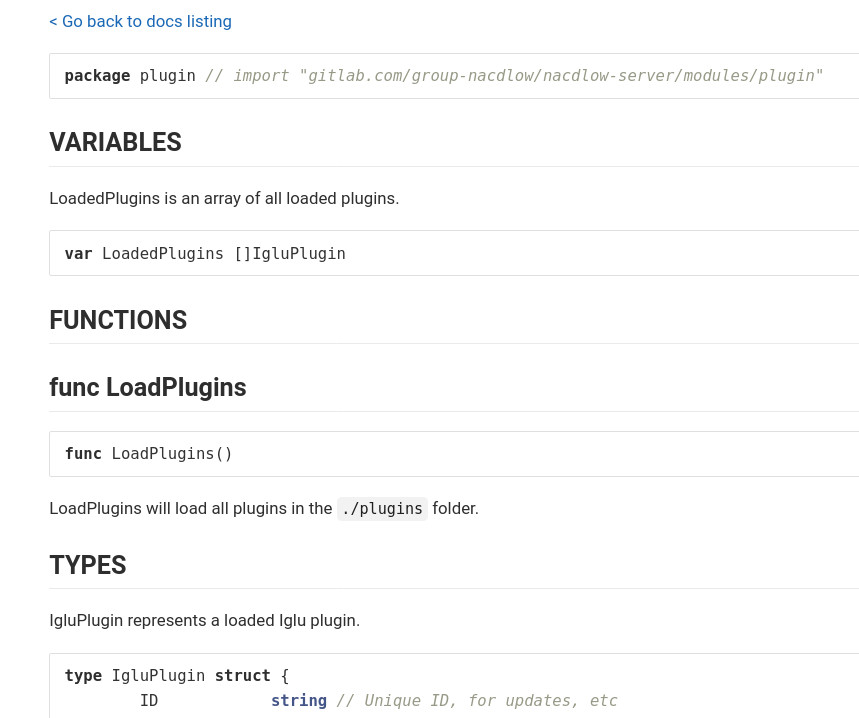 < Go back to docs listing
package plugin // import "gitlab.com/group-nacdlow/nacdlow-server/modules/plugin"
VARIABLES
LoadedPlugins is an array of all loaded plugins.
var LoadedPlugins []IgluPlugin
FUNCTIONS
func LoadPlugins
func LoadPlugins()
LoadPlugins will load all plugins in the ./plugins folder.
TYPES
IgluPlugin represents a loaded Iglu plugin.
type IgluPlugin struct {
ID string // Unique ID, for updates, etc